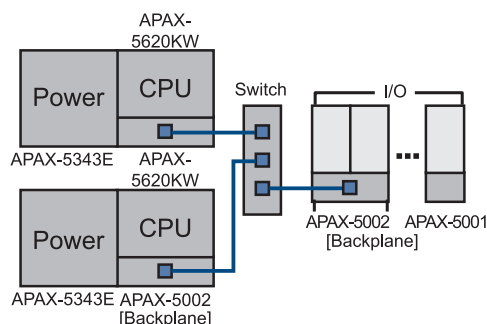 APAX-
5620KW
Power
CPU
Switch
I/O
APAX-5343E
APAX-
5620KW
Power
CPU
APAX-5002
[Backplane]
APAX-5001
APAX-5343E
APAX-5002
[Backplane]